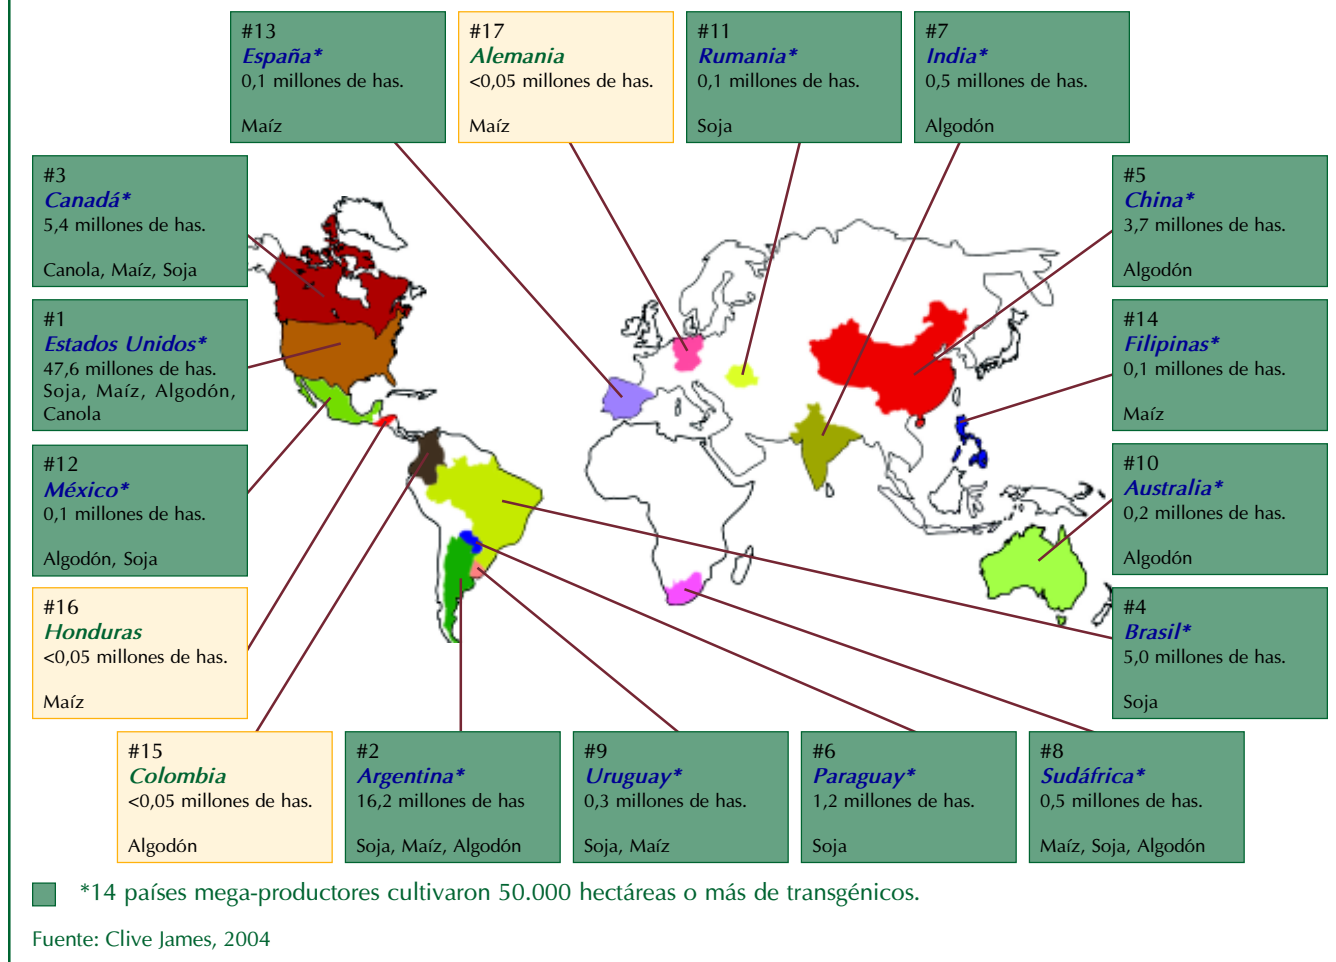 #13
España*
0,1 millones de has.
Maíz
#17
Alemania
<0,05 millones de has.
Maíz
#11
Rumania*
0,1 millones de has.
Soja
#7
India*
0,5 millones de has.
Algodón
#3
Canadá*
5,4 millones de has.
Canola, Maíz, Soja
#5
China*
3,7 millones de has.
Algodón
#1
Estados Unidos*
47,6 millones de has.
Soja, Maíz, Algodón,
Canola
#14
Filipinas*
0,1 millones de has.
Maíz
#12
México*
0,1 millones de has.
Algodón, Soja
#10
Australia*
0,2 millones de has.
Algodón
#16
Honduras
<0,05 millones de has.
Maíz
#4
Brasil*
5,0 millones de has.
Soja
#15
Colombia
<0,05 millones de has.
Algodón
#2
Argentina*
16,2 millones de has
Soja, Maíz, Algodón
#9
Uruguay*
0,3 millones de has.
Soja, Maíz
#6
Paraguay*
1,2 millones de has.
Soja
#8
Sudáfrica*
0,5 millones de has.
Maíz, Soja, Algodón
*14 países mega-productores cultivaron 50.000 hectáreas o más de transgénicos.
Fuente: Clive James, 2004